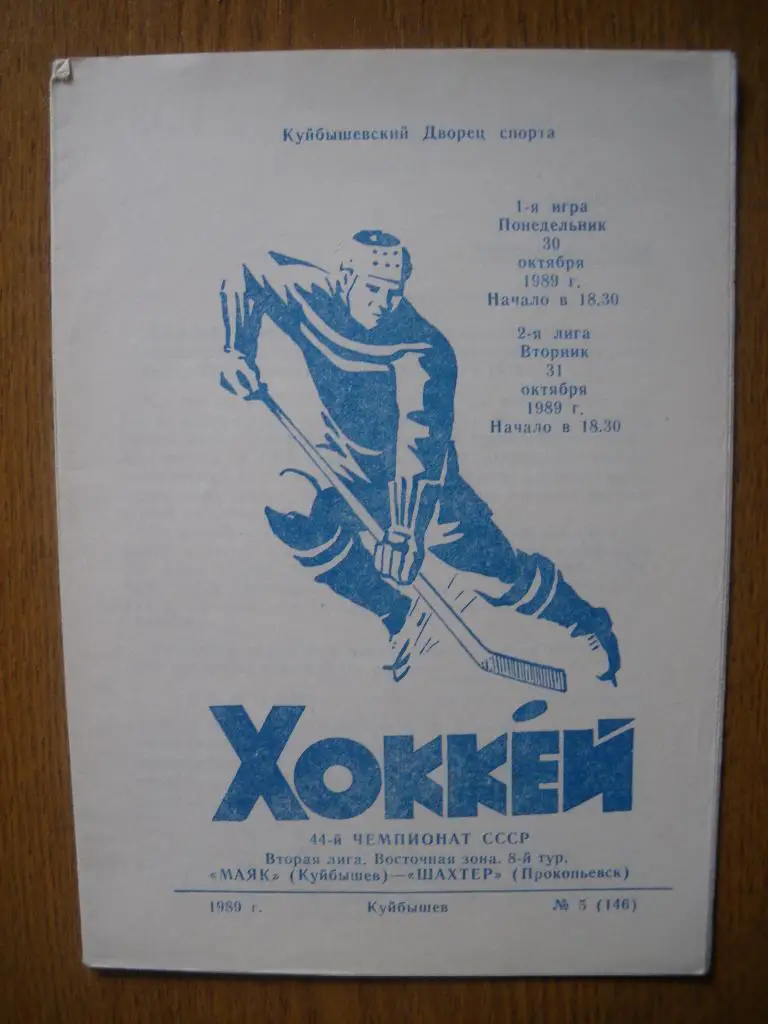 Куйбышевский Дворец спорта
1-я игра
Понедельник
30
октября
1989 г.
Начало в 18.30
2-я лига
Вторник
31
октября
1989 г.
Начало в 18.30
ХОККЕЙ
44-й ЧЕМПИОНАТ СССР
Вторая лига. Восточная зона. 8-й тур.
«МАЯК» (Куйбышев)—«ШАХТЕР» (Прокопьевск)
1989 г. Куйбышев № 5 (146)